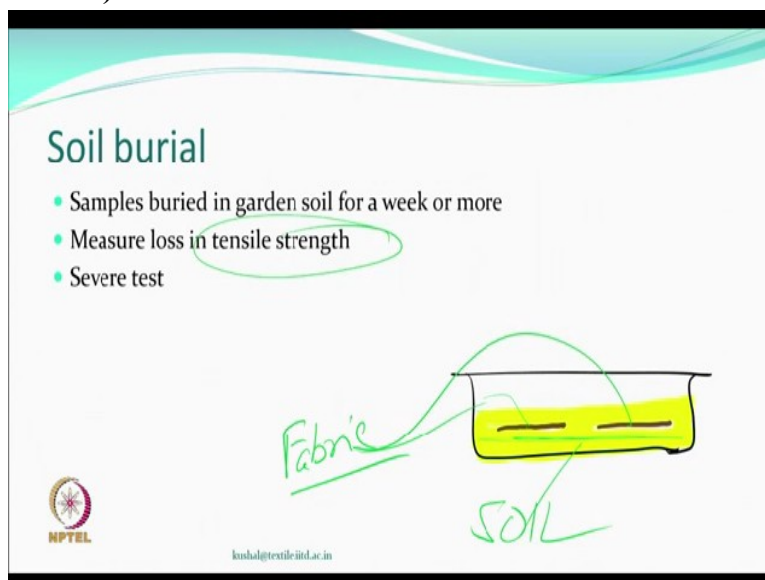 Soil burial
• Samples buried in garden soil for a week or more
• Measure loss in tensile strength
• Severe test
Fabric
SOIL
NPTEL
kushal@textile.iitd.ac.in